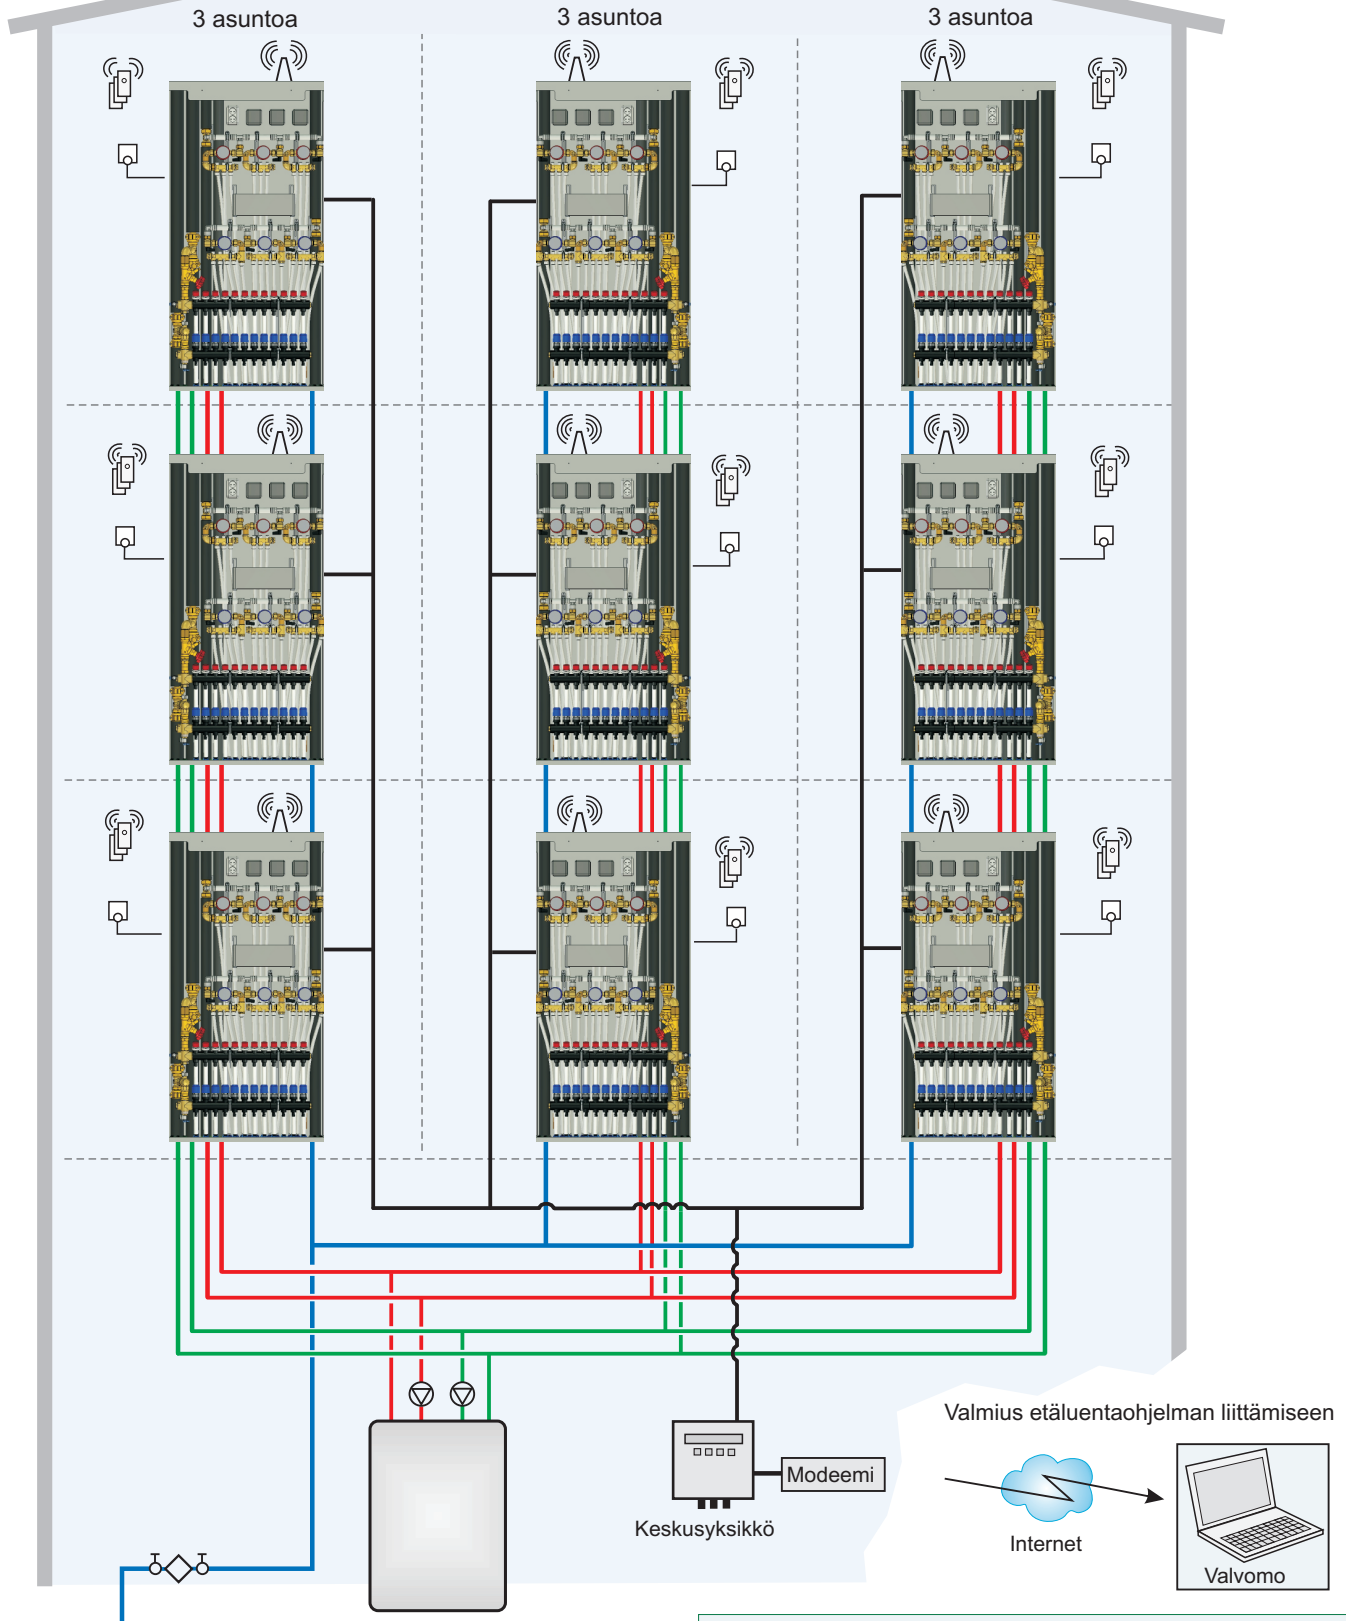 3 asuntoa
3 asuntoa
3 asuntoa
Valmius etäluentaohjelman liittämiseen
Modeemi
Keskusyksikkö
Internet
Valvomo